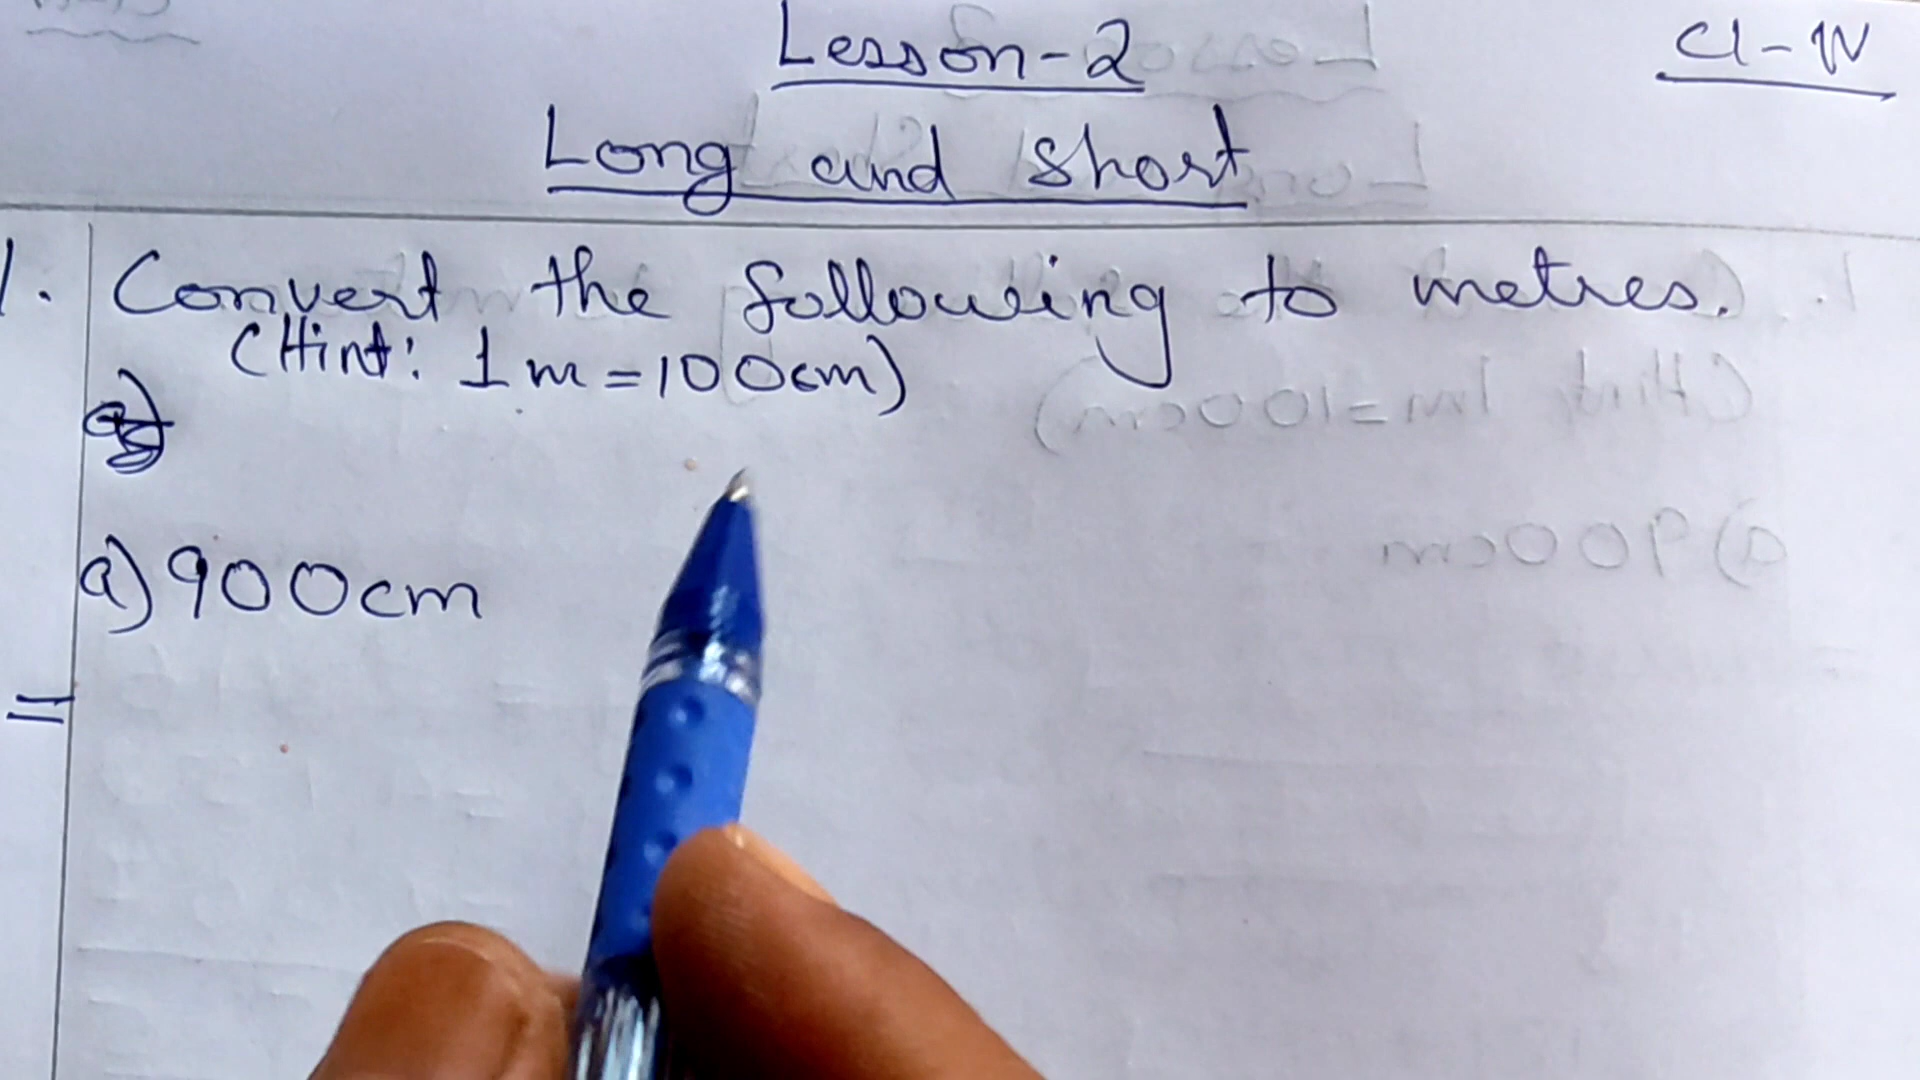 Lesson-2
Cl-IV
Long and Short
1. Convert the following to metres.
(Hint: 1m=100cm)
a) 900cm
=